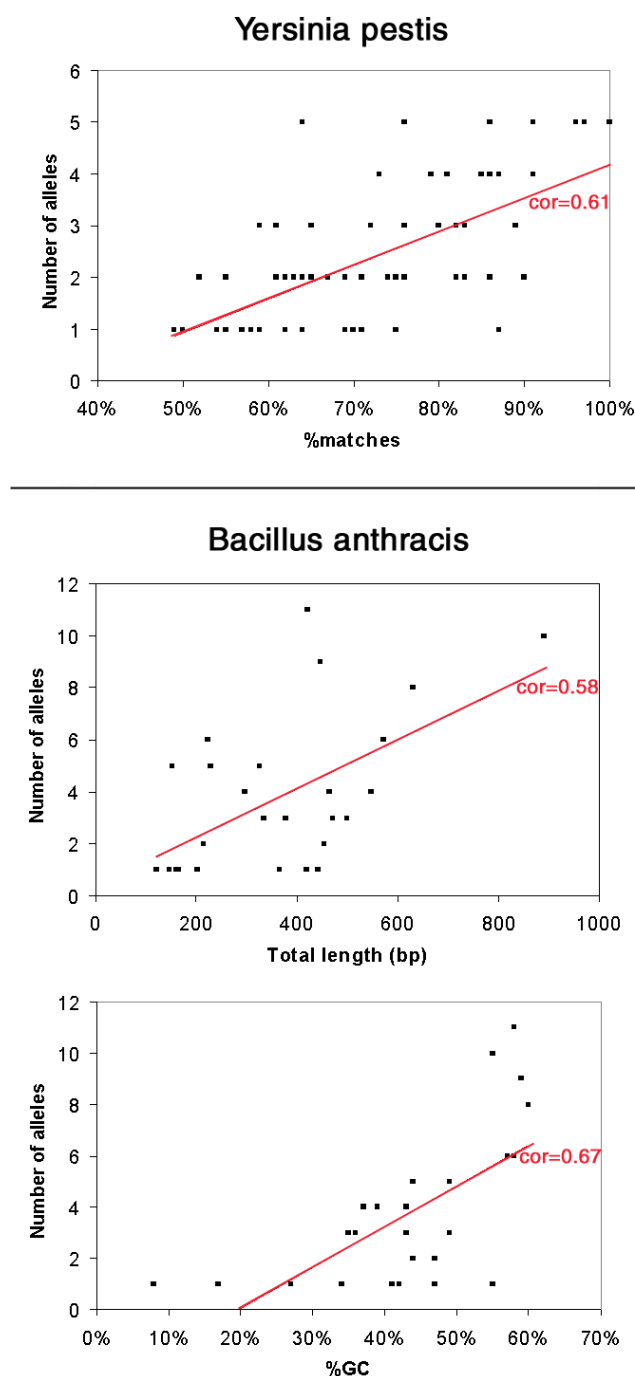 Yersinia pestis
6
5
4
3
2
1
0
Number of alleles
cor=0.61
40% 50% 60% 70% 80% 90% 100%
%matches
Bacillus anthracis
12
10
8
6
4
2
0
Number of alleles
cor=0.58
0 200 400 600 800 1000
Total length (bp)
12
10
8
6
4
2
0
Number of alleles
cor=0.67
0% 10% 20% 30% 40% 50% 60% 70%
%GC